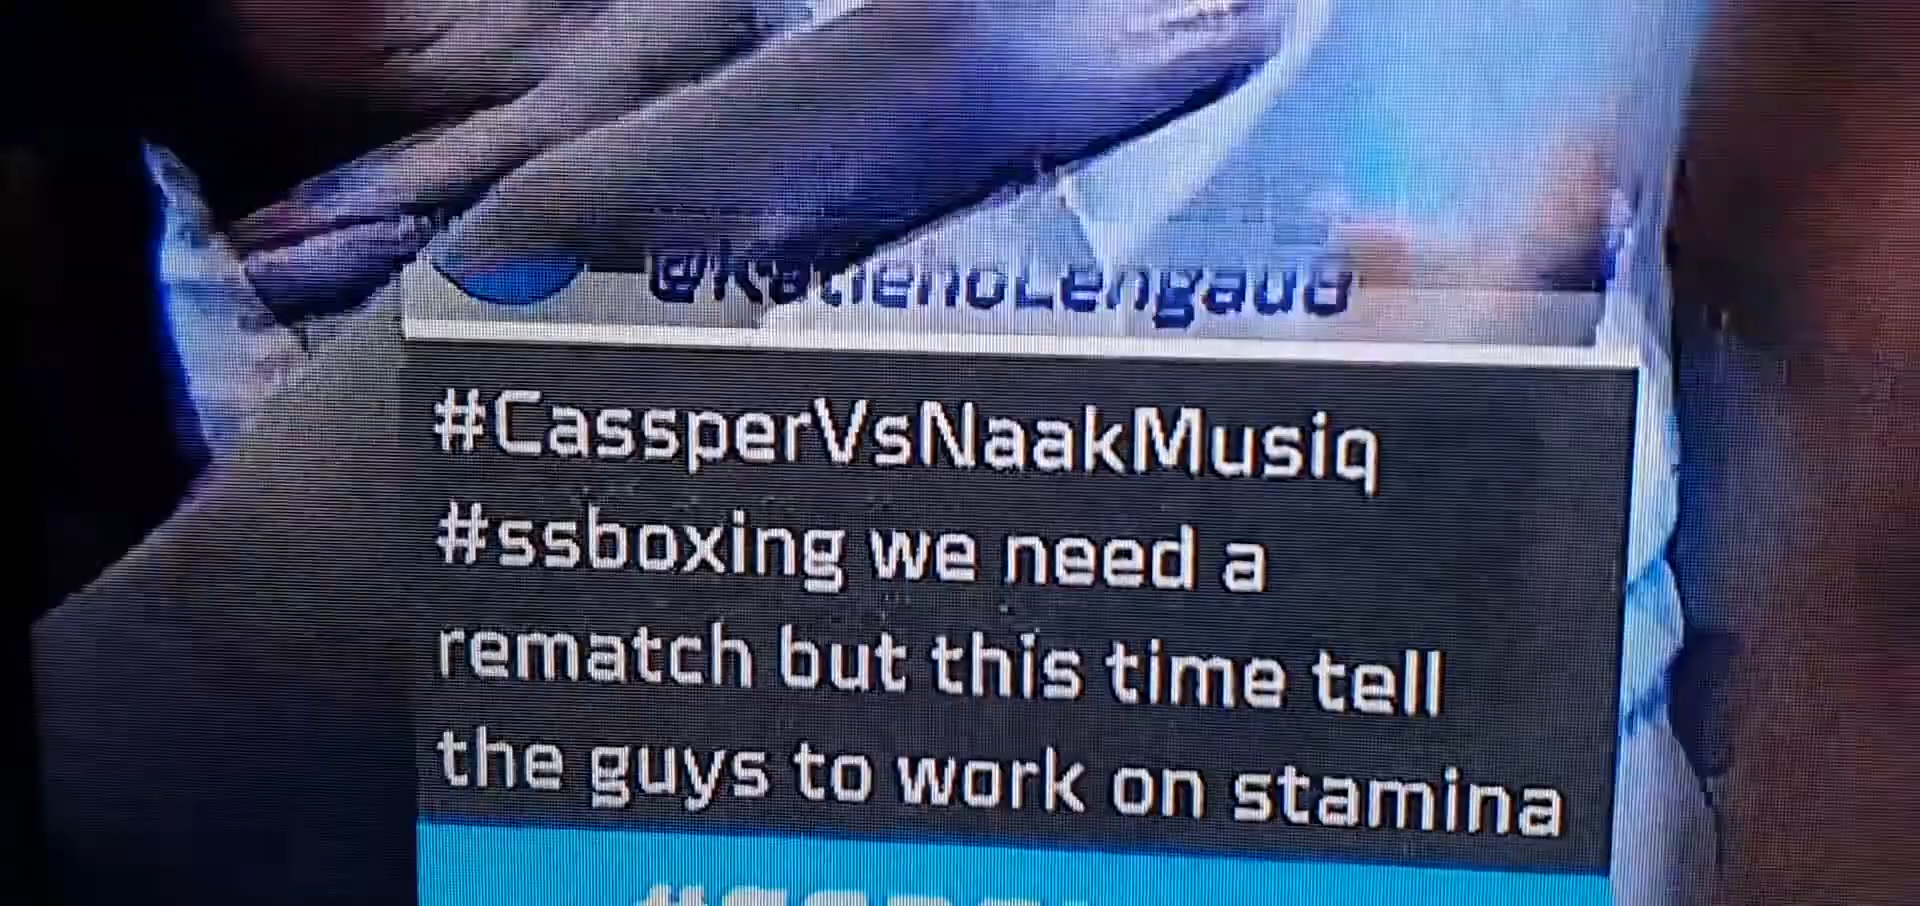 #CassperVsNaakMusiq
#ssboxing we need a
rematch but this time tell
the guys to work on stamina